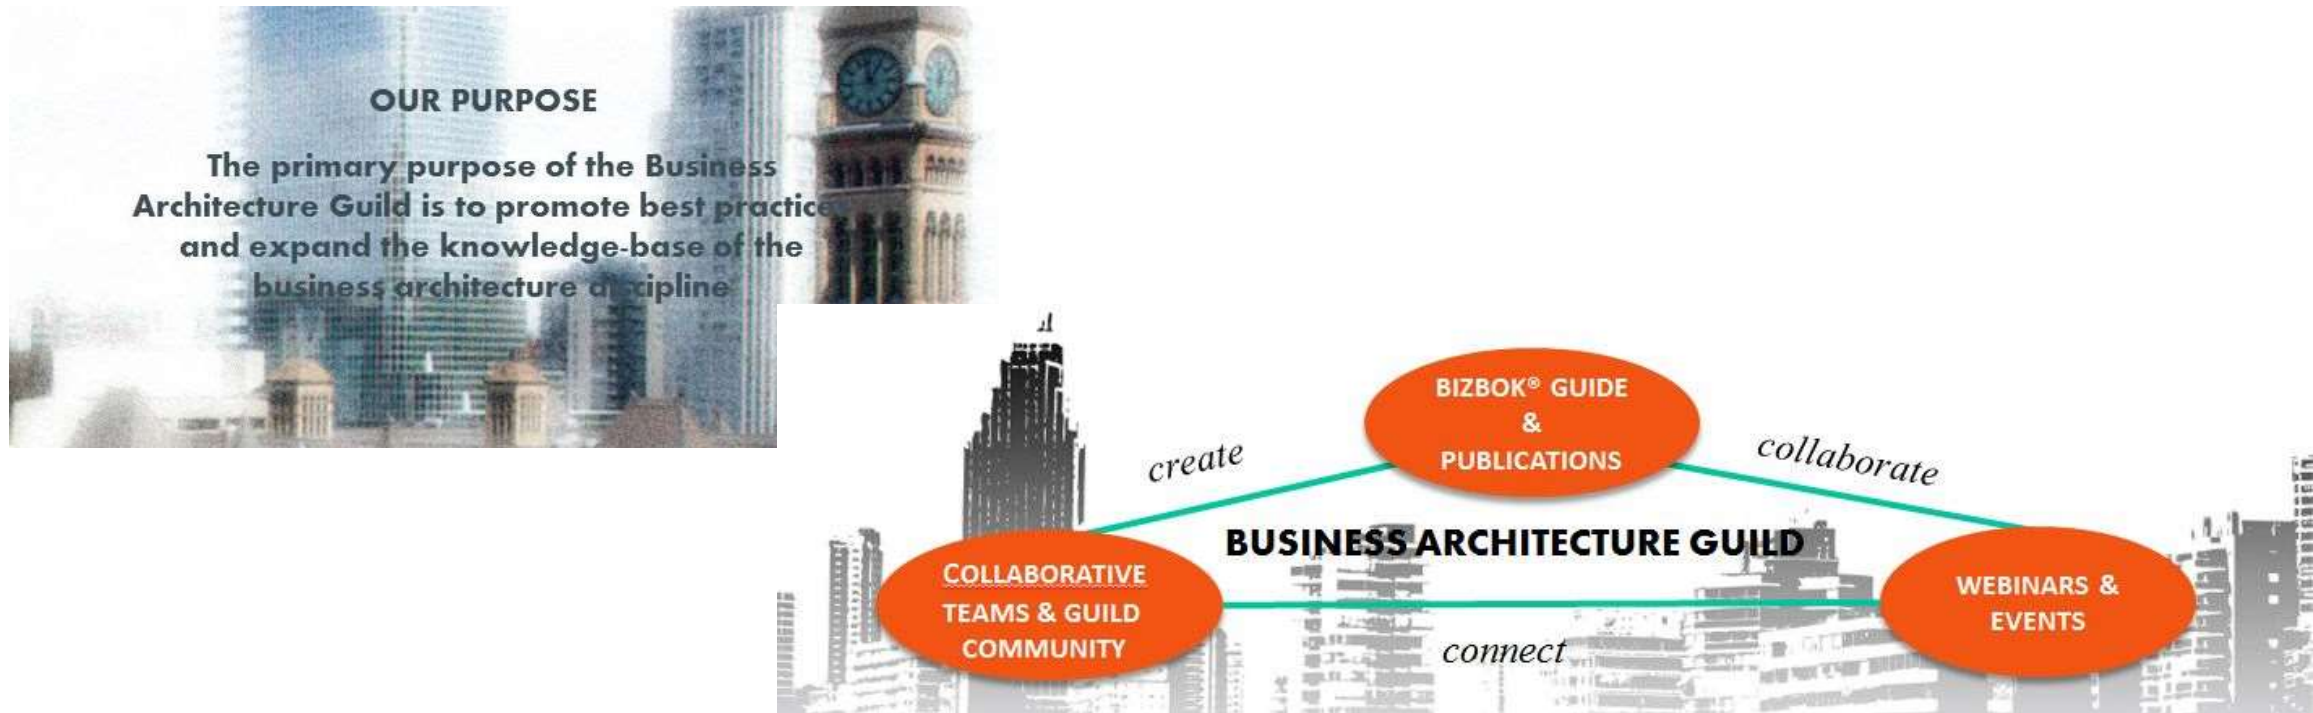 OUR PURPOSE
The primary purpose of the Business
Architecture Guild is to promote best practice
and expand the knowledge-base of the
business architecture discipline
BIZBOK® GUIDE
&
PUBLICATIONS
create
collaborate
BUSINESS ARCHITECTURE GUILD
COLLABORATIVE
TEAMS & GUILD
COMMUNITY
WEBINARS &
EVENTS
connect